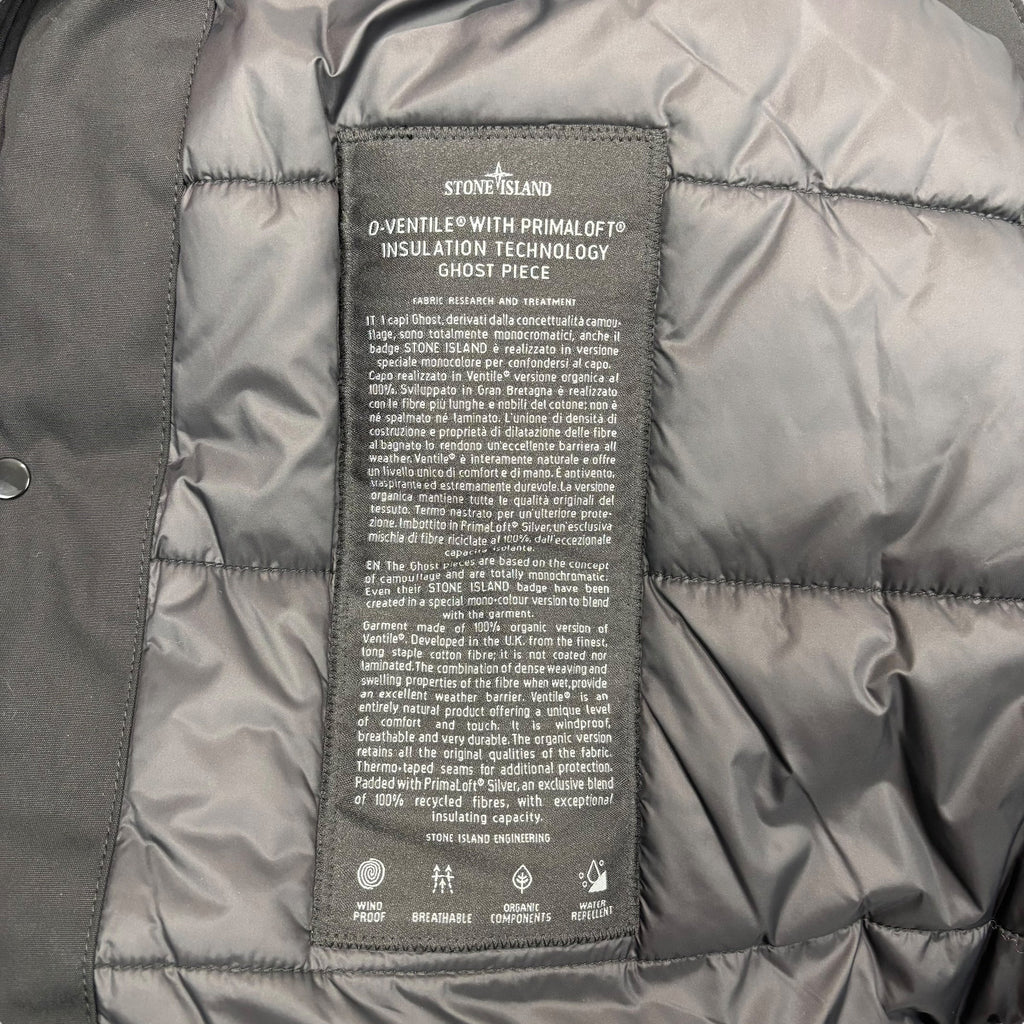 STONE ISLAND
O-VENTILE® WITH PRIMALOFT®
INSULATION TECHNOLOGY
GHOST PIECE
FABRIC RESEARCH AND TREATMENT
IT I capi Ghost, derivati dalla concettualità camou-
flage, sono totalmente monocromatici, anche il
badge STONE ISLAND è realizzato in versione
speciale monocolore per confondersi al capo.
Capo realizzato in Ventile® versione organica al
100%. Sviluppato in Gran Bretagna è realizzato
con le fibre più lunghe e nobili del cotone; non è
né spalmato né laminato. L'unione di densità di
costruzione e proprietà di dilatazione delle fibre
al bagnato lo rendono un'eccellente barriera all
weather. Ventile® è interamente naturale e offre
un livello unico di comfort e di mano. È antivento,
traspirante ed estremamente durevole. La versione
organica mantiene tutte le qualità originali del
tessuto. Termo nastrato per un'ulteriore prote-
zione. Imbottito in PrimaLoft® Silver, un'esclusiva
mischia di fibre riciclate al 100%, dall'eccezionale
capacità isolante.
EN The Ghost pieces are based on the concept
of camouflage and are totally monochromatic.
Even their STONE ISLAND badge have been
created in a special mono-colour version to blend
with the garment.
Garment made of 100% organic version of
Ventile®. Developed in the U.K. from the finest,
long staple cotton fibre; it is not coated nor
laminated. The combination of dense weaving and
swelling properties of the fibre when wet, provide
an excellent weather barrier. Ventile® is an
entirely natural product offering a unique level
of comfort and touch. It is windproof,
breathable and very durable. The organic version
retains all the original qualities of the fabric.
Thermo-taped seams for additional protection.
Padded with PrimaLoft® Silver, an exclusive blend
of 100% recycled fibres, with exceptional
insulating capacity.
STONE ISLAND ENGINEERING
WIND
PROOF
BREATHABLE
ORGANIC
COMPONENTS
WATER
REPELLENT